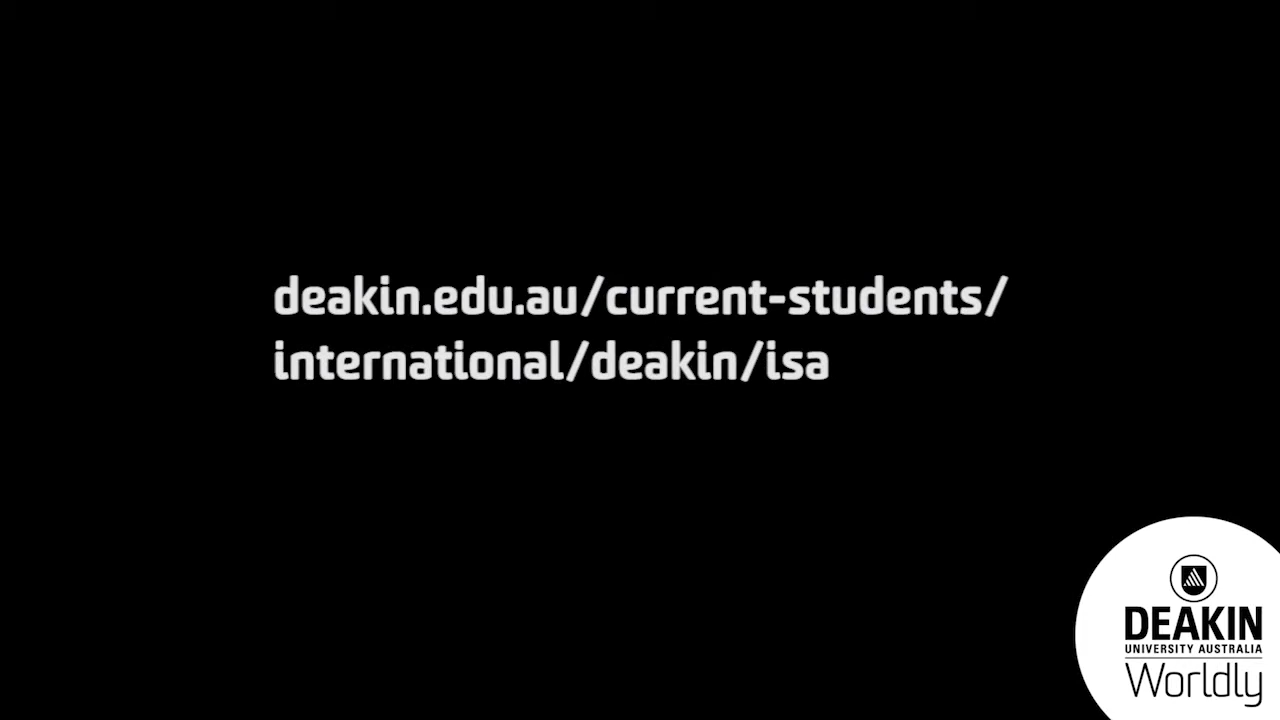 deakin.edu.au/current-students/
international/deakin/isa
DEAKIN
UNIVERSITY AUSTRALIA
Worldly